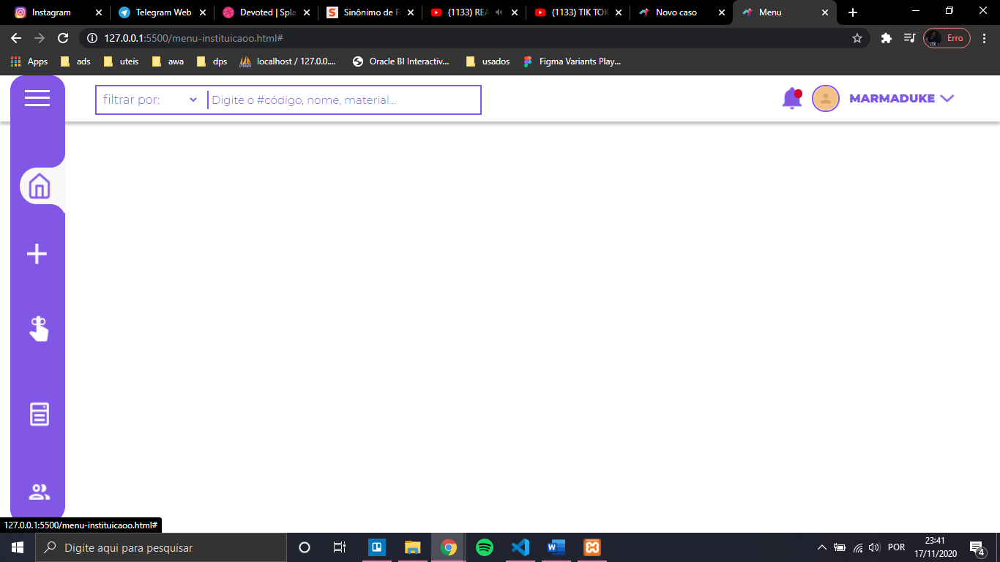 Instagram
Telegram Web
Devoted | Spla
Sinônimo de FA
(1133) REA
(1133) TIK TOK
Novo caso
Menu
127.0.0.1:5500/menu-instituicaoo.html#
Erro
Apps
ads
uteis
awa
dps
localhost / 127.0.0....
Oracle BI Interactiv...
usados
Figma Variants Play...
filtrar por:
Digite o #código, nome, material...
MARMADUKE
127.0.0.1:5500/menu-instituicaoo.html#
Digite aqui para pesquisar
POR
23:41
17/11/2020
4